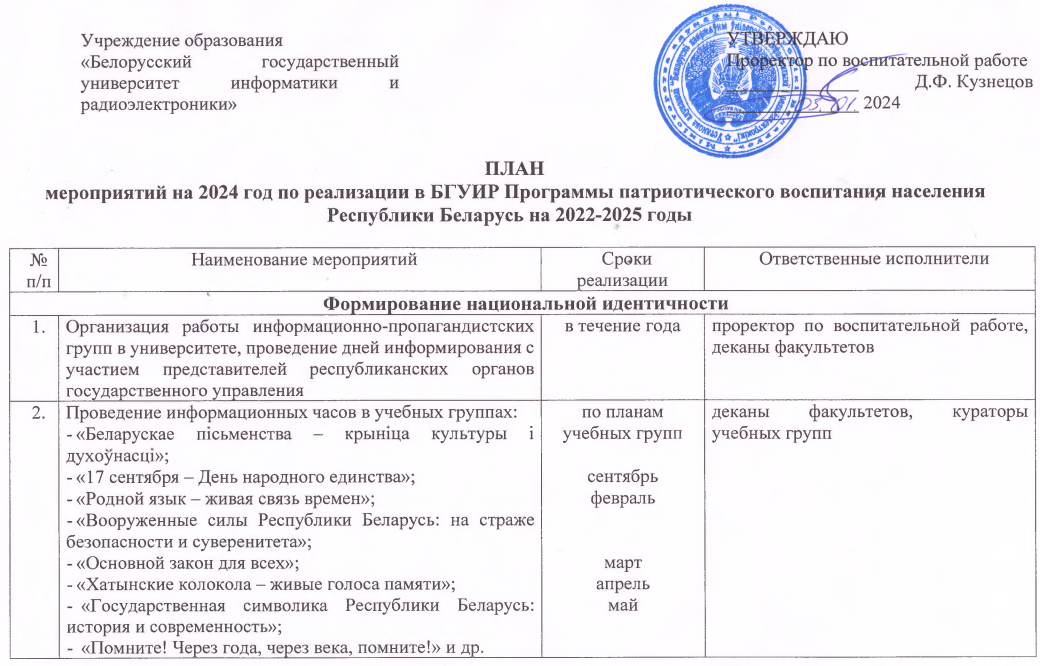 Учреждение образования
«Белорусский государственный
университет информатики и
радиоэлектроники»
УТВЕРЖДАЮ
Проректор по воспитательной работе
Д.Ф. Кузнецов
03. 01. 2024
ПЛАН
мероприятий на 2024 год по реализации в БГУИР Программы патриотического воспитания населения
Республики Беларусь на 2022-2025 годы
№ п/п
Наименование мероприятий
Сроки
реализации
Ответственные исполнители
Формирование национальной идентичности
1.
Организация работы информационно-пропагандистских
групп в университете, проведение дней информирования с
участием представителей республиканских органов
государственного управления
в течение года
проректор по воспитательной работе,
деканы факультетов
2.
Проведение информационных часов в учебных группах:
- «Беларускае пісьменства – крыніца культуры і
духоўнасці»;
- «17 сентября – День народного единства»;
- «Родной язык – живая связь времен»;
- «Вооруженные силы Республики Беларусь: на страже
безопасности и суверенитета»;
- «Основной закон для всех»;
- «Хатынские колокола – живые голоса памяти»;
- «Государственная символика Республики Беларусь:
история и современность»;
- «Помните! Через года, через века, помните!» и др.
по планам
учебных групп
сентябрь
февраль
март
апрель
май
деканы факультетов, кураторы
учебных групп